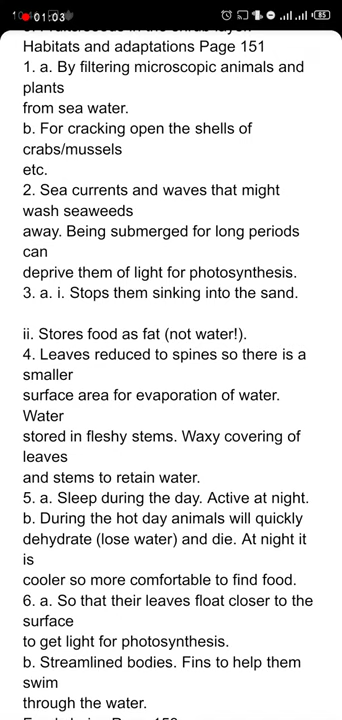 01:03
85
Habitats and adaptations Page 151
1. a. By filtering microscopic animals and
plants
from sea water.
b. For cracking open the shells of
crabs/mussels
etc.
2. Sea currents and waves that might
wash seaweeds
away. Being submerged for long periods
can
deprive them of light for photosynthesis.
3. a. i. Stops them sinking into the sand.
ii. Stores food as fat (not water!).
4. Leaves reduced to spines so there is a
smaller
surface area for evaporation of water.
Water
stored in fleshy stems. Waxy covering of
leaves
and stems to retain water.
5. a. Sleep during the day. Active at night.
b. During the hot day animals will quickly
dehydrate (lose water) and die. At night it
is
cooler so more comfortable to find food.
6. a. So that their leaves float closer to the
surface
to get light for photosynthesis.
b. Streamlined bodies. Fins to help them
swim
through the water.